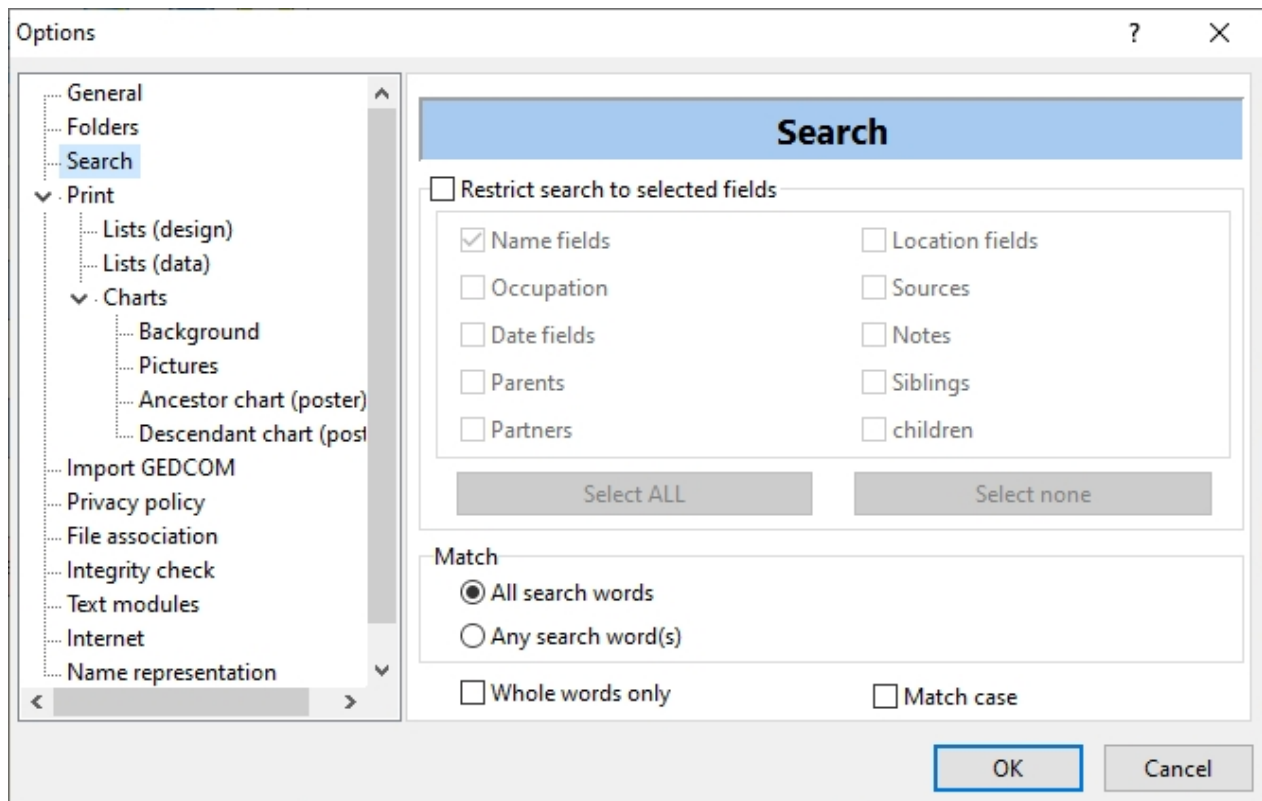 Options
General
Folders
Search
Print
Lists (design)
Lists (data)
Charts
Background
Pictures
Ancestor chart (poster)
Descendant chart (post
Import GEDCOM
Privacy policy
File association
Integrity check
Text modules
Internet
Name representation
Search
Restrict search to selected fields
Name fields
Location fields
Occupation
Sources
Date fields
Notes
Parents
Siblings
Partners
children
Select ALL
Select none
Match
All search words
Any search word(s)
Whole words only
Match case
OK
Cancel